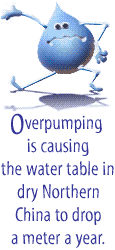 Overpumping
is causing
the water table in
dry Northern
China to drop
a meter a year.